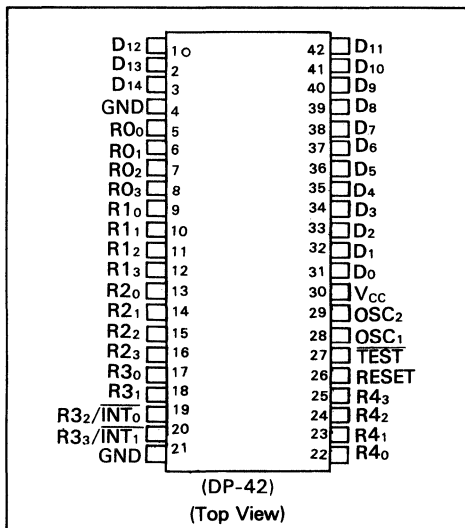 D₁₂ 1 42 D₁₁
D₁₃ 2 41 D₁₀
D₁₄ 3 40 D₉
GND 4 39 D₈
R0₀ 5 38 D₇
R0₁ 6 37 D₆
R0₂ 7 36 D₅
R0₃ 8 35 D₄
R1₀ 9 34 D₃
R1₁ 10 33 D₂
R1₂ 11 32 D₁
R1₃ 12 31 D₀
R2₀ 13 30 Vcc
R2₁ 14 29 OSC₂
R2₂ 15 28 OSC₁
R2₃ 16 27 T̅E̅S̅T̅
R3₀ 17 26 RESET
R3₁ 18 25 R4₃
R3₂/I̅N̅T̅₀ 19 24 R4₂
R3₃/I̅N̅T̅₁ 20 23 R4₁
GND 21 22 R4₀
(DP-42)
(Top View)